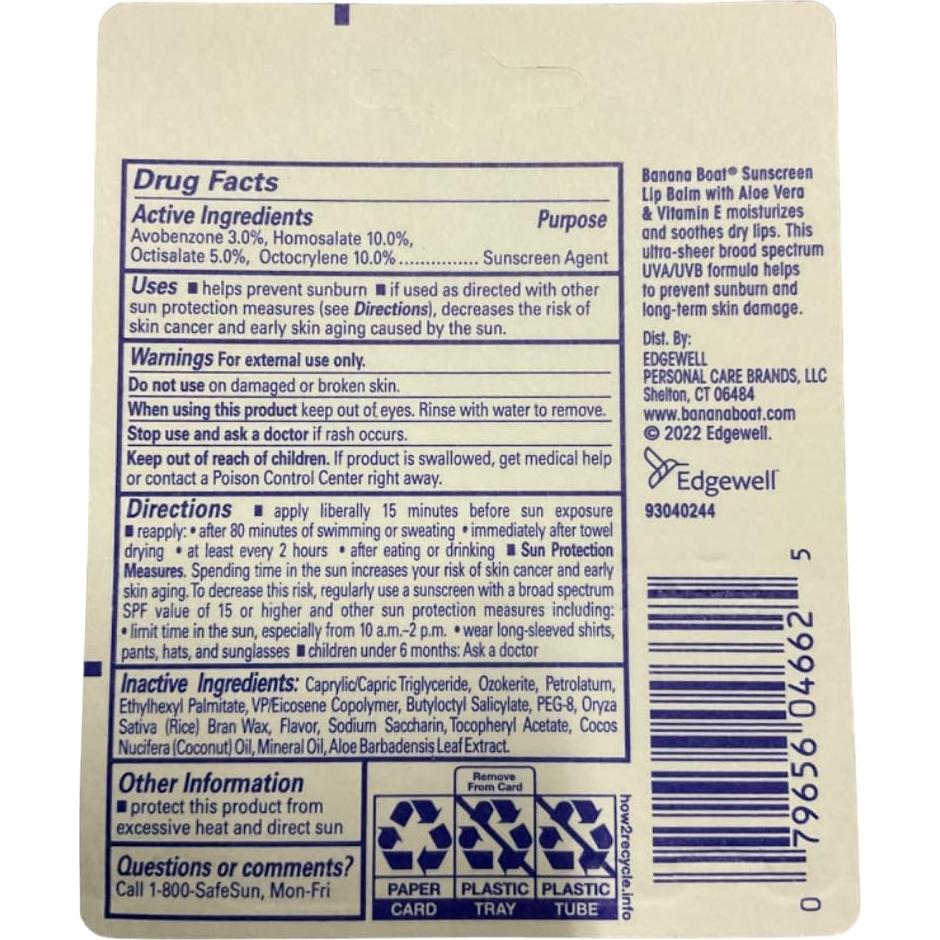 Drug Facts
Active Ingredients Purpose
Avobenzone 3.0%, Homosalate 10.0%,
Octisalate 5.0%, Octocrylene 10.0%............... Sunscreen Agent
Uses ■ helps prevent sunburn ■ if used as directed with other
sun protection measures (see Directions), decreases the risk of
skin cancer and early skin aging caused by the sun.
Warnings For external use only.
Do not use on damaged or broken skin.
When using this product keep out of eyes. Rinse with water to remove.
Stop use and ask a doctor if rash occurs.
Keep out of reach of children. If product is swallowed, get medical help
or contact a Poison Control Center right away.
Directions ■ apply liberally 15 minutes before sun exposure
■ reapply: • after 80 minutes of swimming or sweating • immediately after towel
drying • at least every 2 hours • after eating or drinking ■ Sun Protection
Measures. Spending time in the sun increases your risk of skin cancer and early
skin aging. To decrease this risk, regularly use a sunscreen with a broad spectrum
SPF value of 15 or higher and other sun protection measures including:
• limit time in the sun, especially from 10 a.m.–2 p.m. • wear long-sleeved shirts,
pants, hats, and sunglasses ■ children under 6 months: Ask a doctor
Inactive Ingredients: Caprylic/Capric Triglyceride, Ozokerite, Petrolatum,
Ethylhexyl Palmitate, VP/Eicosene Copolymer, Butyloctyl Salicylate, PEG-8, Oryza
Sativa (Rice) Bran Wax, Flavor, Sodium Saccharin, Tocopheryl Acetate, Cocos
Nucifera (Coconut) Oil, Mineral Oil, Aloe Barbadensis Leaf Extract.
Other Information
■ protect this product from
excessive heat and direct sun
Questions or comments?
Call 1-800-SafeSun, Mon-Fri
Remove
From Card
PAPER PLASTIC PLASTIC
CARD TRAY TUBE
how2recycle.info
Banana Boat® Sunscreen
Lip Balm with Aloe Vera
& Vitamin E moisturizes
and soothes dry lips. This
ultra-sheer broad spectrum
UVA/UVB formula helps
to prevent sunburn and
long-term skin damage.
Dist. By:
EDGEWELL
PERSONAL CARE BRANDS, LLC
Shelton, CT 06484
www.bananaboat.com
© 2022 Edgewell.
Edgewell™
93040244
0 79656 04662 5